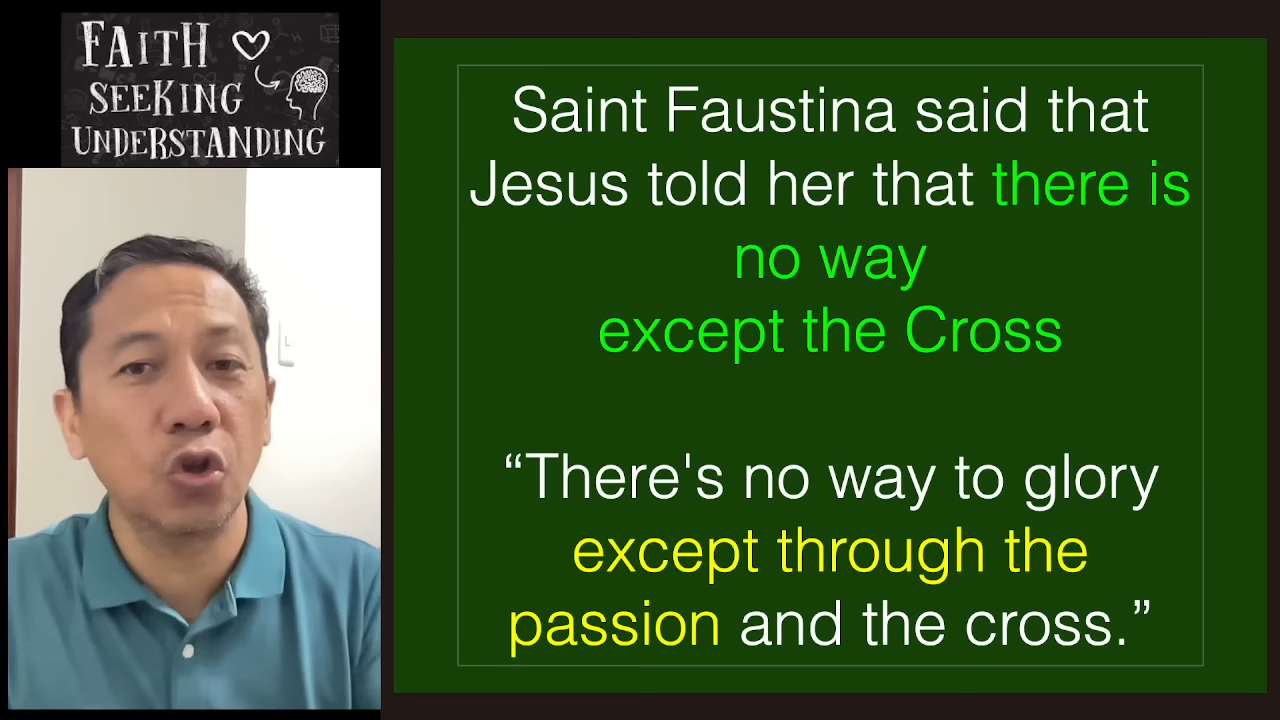 FAITH
SEEKING
UNDERSTANDING
Saint Faustina said that
Jesus told her that there is
no way
except the Cross
“There's no way to glory
except through the
passion and the cross.”